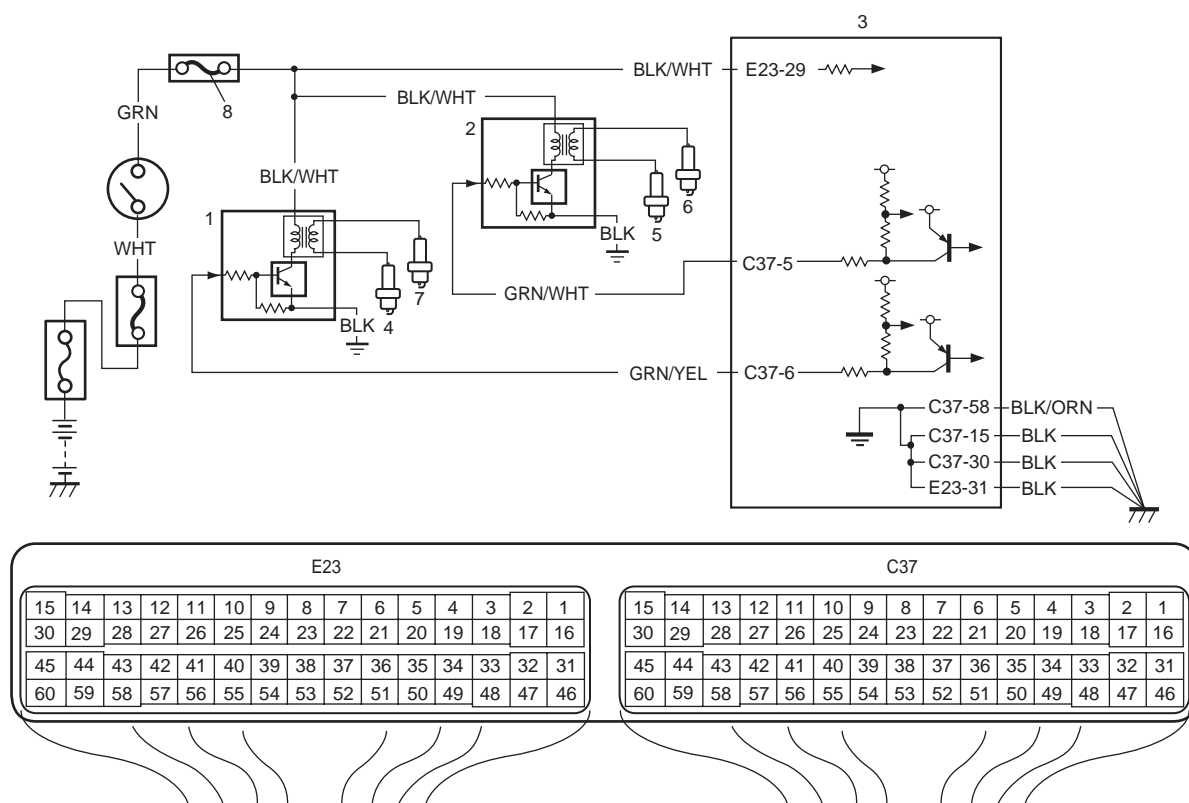 3
BLK/WHT E23-29
8
BLK/WHT
GRN
2
BLK/WHT
6
1
BLK 5
WHT
C37-5
7
GRN/WHT
BLK 4
GRN/YEL C37-6
C37-58 BLK/ORN
C37-15 BLK
C37-30 BLK
E23-31 BLK
E23 C37
15 14 13 12 11 10 9 8 7 6 5 4 3 2 1 15 14 13 12 11 10 9 8 7 6 5 4 3 2 1
30 29 28 27 26 25 24 23 22 21 20 19 18 17 16 30 29 28 27 26 25 24 23 22 21 20 19 18 17 16
45 44 43 42 41 40 39 38 37 36 35 34 33 32 31 45 44 43 42 41 40 39 38 37 36 35 34 33 32 31
60 59 58 57 56 55 54 53 52 51 50 49 48 47 46 60 59 58 57 56 55 54 53 52 51 50 49 48 47 46